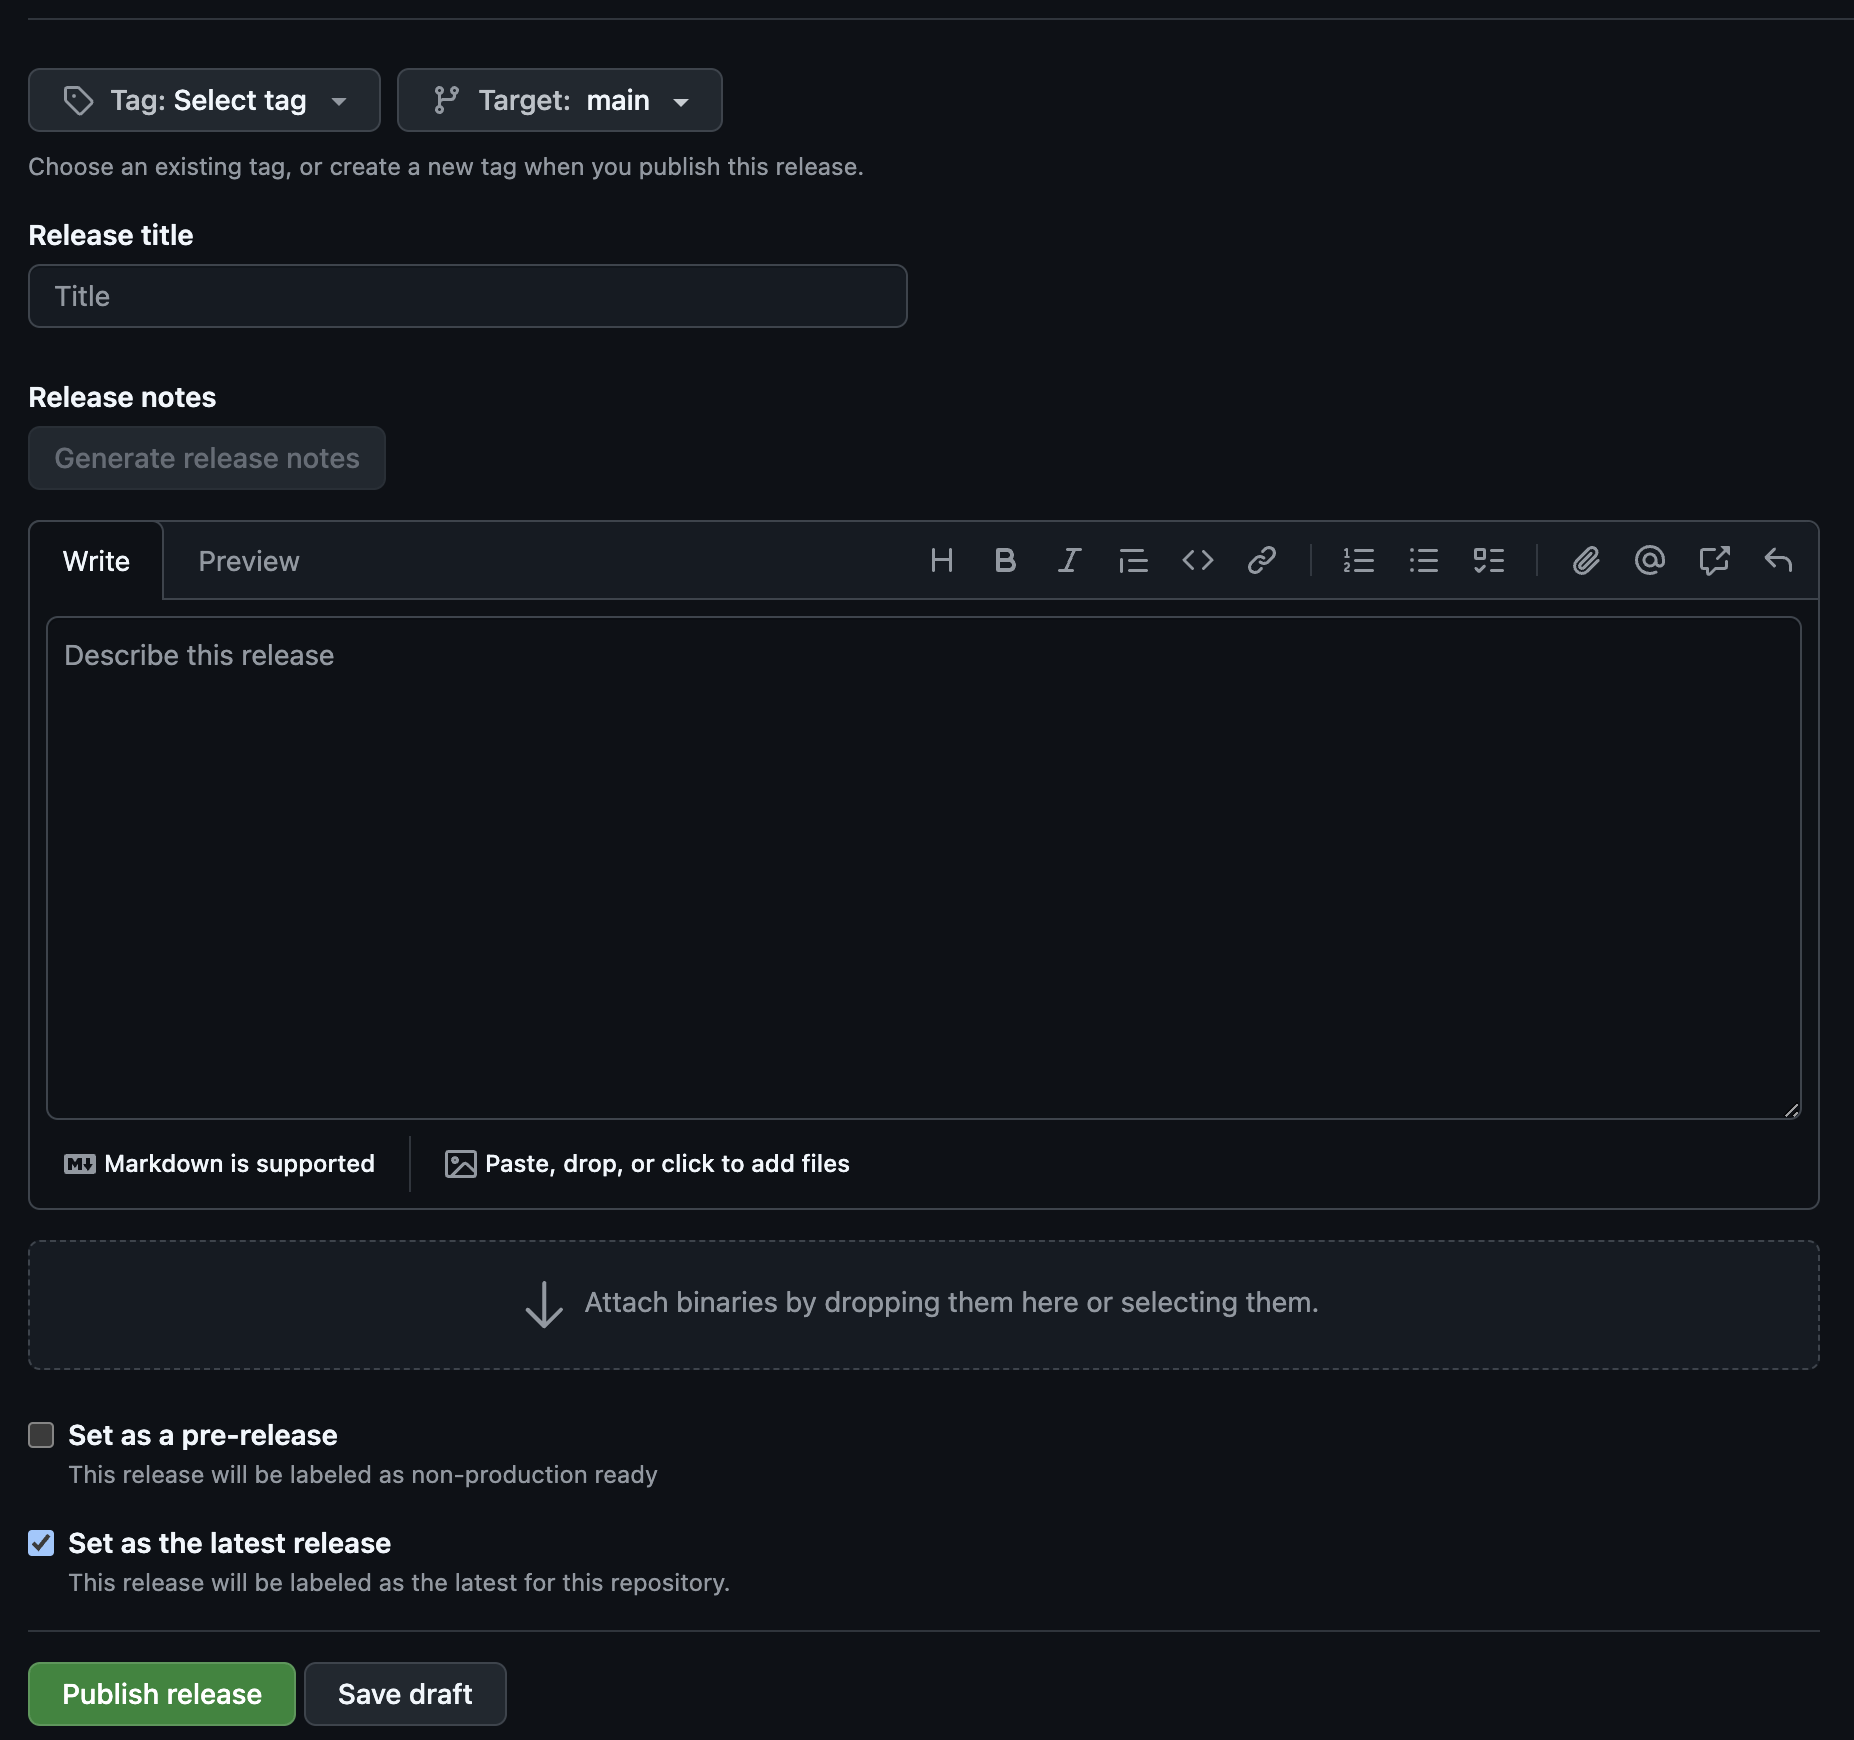 Tag: Select tag
Target: main
Choose an existing tag, or create a new tag when you publish this release.
Release title
Title
Release notes
Generate release notes
Write
Preview
Describe this release
Markdown is supported
Paste, drop, or click to add files
Attach binaries by dropping them here or selecting them.
Set as a pre-release
This release will be labeled as non-production ready
Set as the latest release
This release will be labeled as the latest for this repository.
Publish release
Save draft